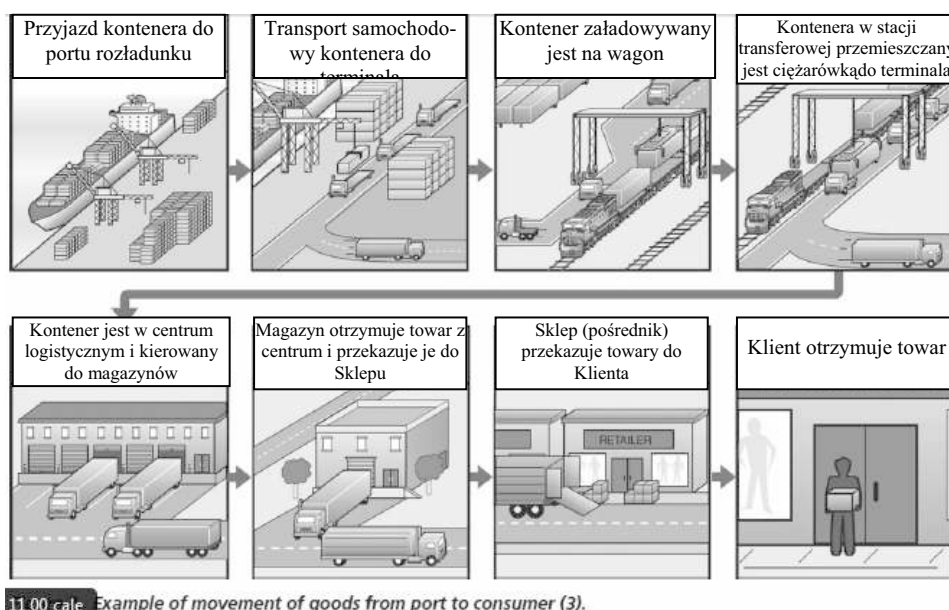 Przyjazd kontenera do
portu rozładunku
Transport samochodo-
wy kontenera do
terminala
Kontener załadowywany
jest na wagon
Kontenera w stacji
transferowej przemieszczany
jest ciężarówkądo terminala
Kontener jest w centrum
logistycznym i kierowany
do magazynów
Magazyn otrzymuje towar z
centrum i przekazuje je do
Sklepu
Sklep (pośrednik)
przekazuje towary do
Klienta
RETAILER
Klient otrzymuje towar
11.00 cale Example of movement of goods from port to consumer (3).